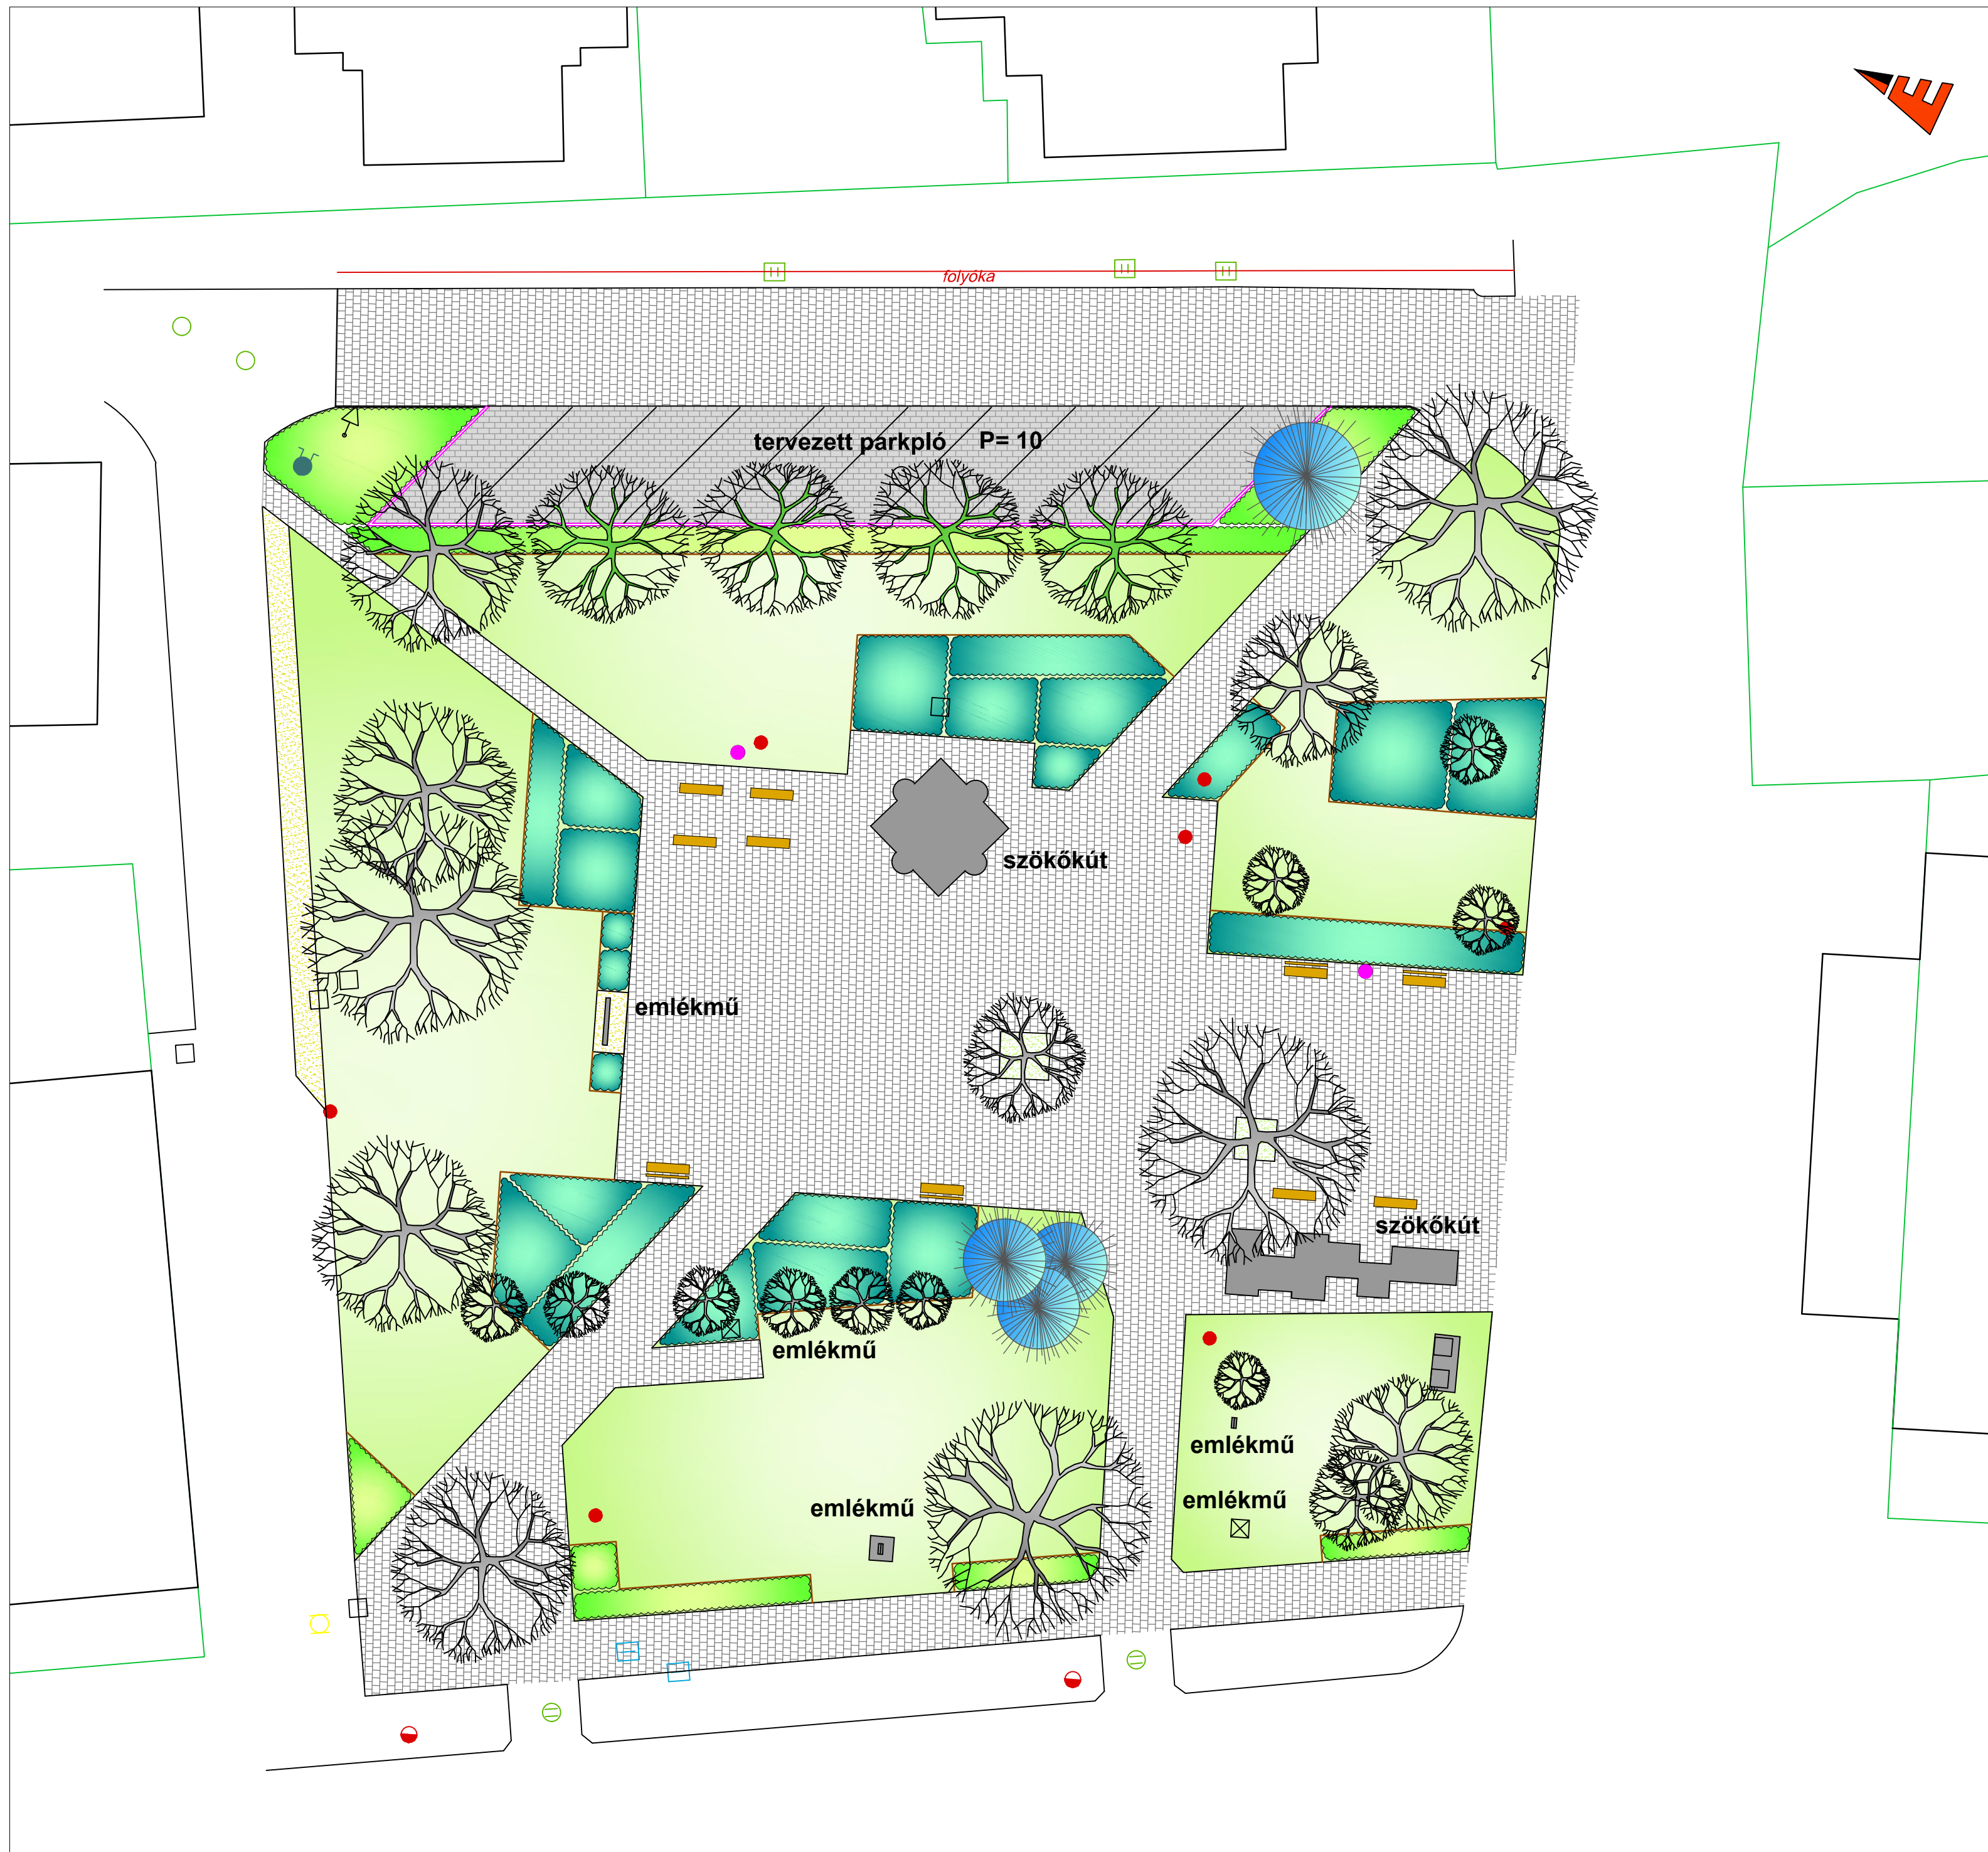 folyóka
tervezett parkpló P= 10
szökőkút
emlékmű
szökőkút
emlékmű
emlékmű
emlékmű
emlékmű
É